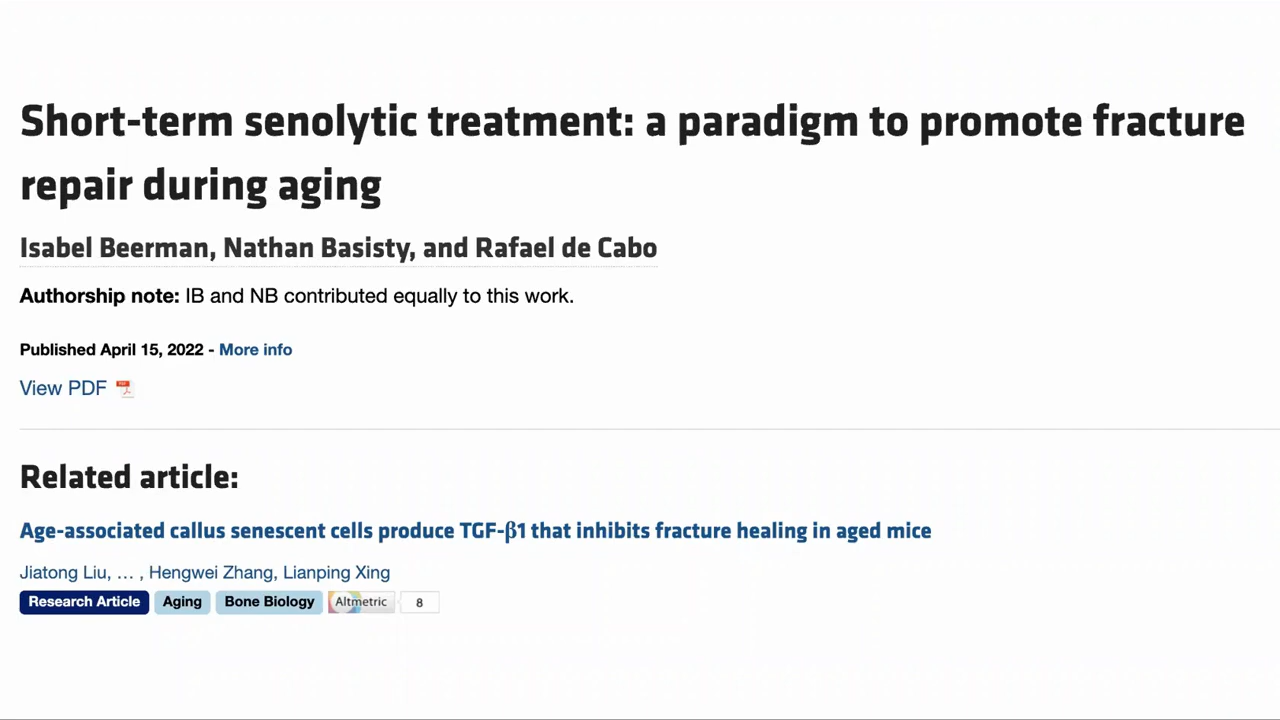 Short-term senolytic treatment: a paradigm to promote fracture
repair during aging
Isabel Beerman, Nathan Basisty, and Rafael de Cabo
Authorship note: IB and NB contributed equally to this work.
Published April 15, 2022 - More info
View PDF
Related article:
Age-associated callus senescent cells produce TGF-β1 that inhibits fracture healing in aged mice
Jiatong Liu, … , Hengwei Zhang, Lianping Xing
Research Article Aging Bone Biology Altmetric 8